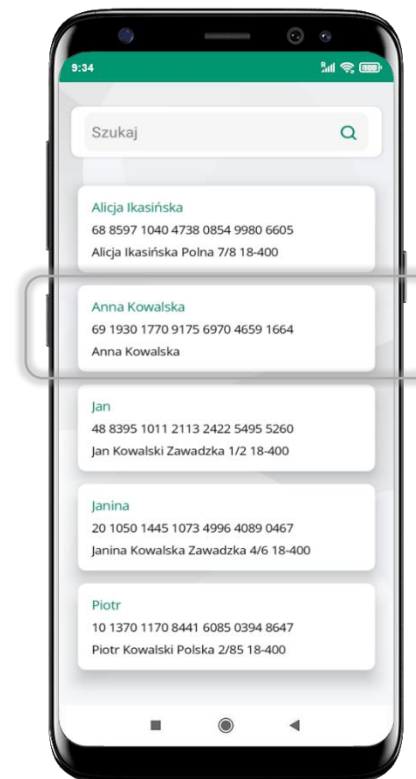 9:34
Szukaj
Alicja Ikasińska
68 8597 1040 4738 0854 9980 6605
Alicja Ikasińska Polna 7/8 18-400
Anna Kowalska
69 1930 1770 9175 6970 4659 1664
Anna Kowalska
Jan
48 8395 1011 2113 2422 5495 5260
Jan Kowalski Zawadzka 1/2 18-400
Janina
20 1050 1445 1073 4996 4089 0467
Janina Kowalska Zawadzka 4/6 18-400
Piotr
10 1370 1170 8441 6085 0394 8647
Piotr Kowalski Polska 2/85 18-400